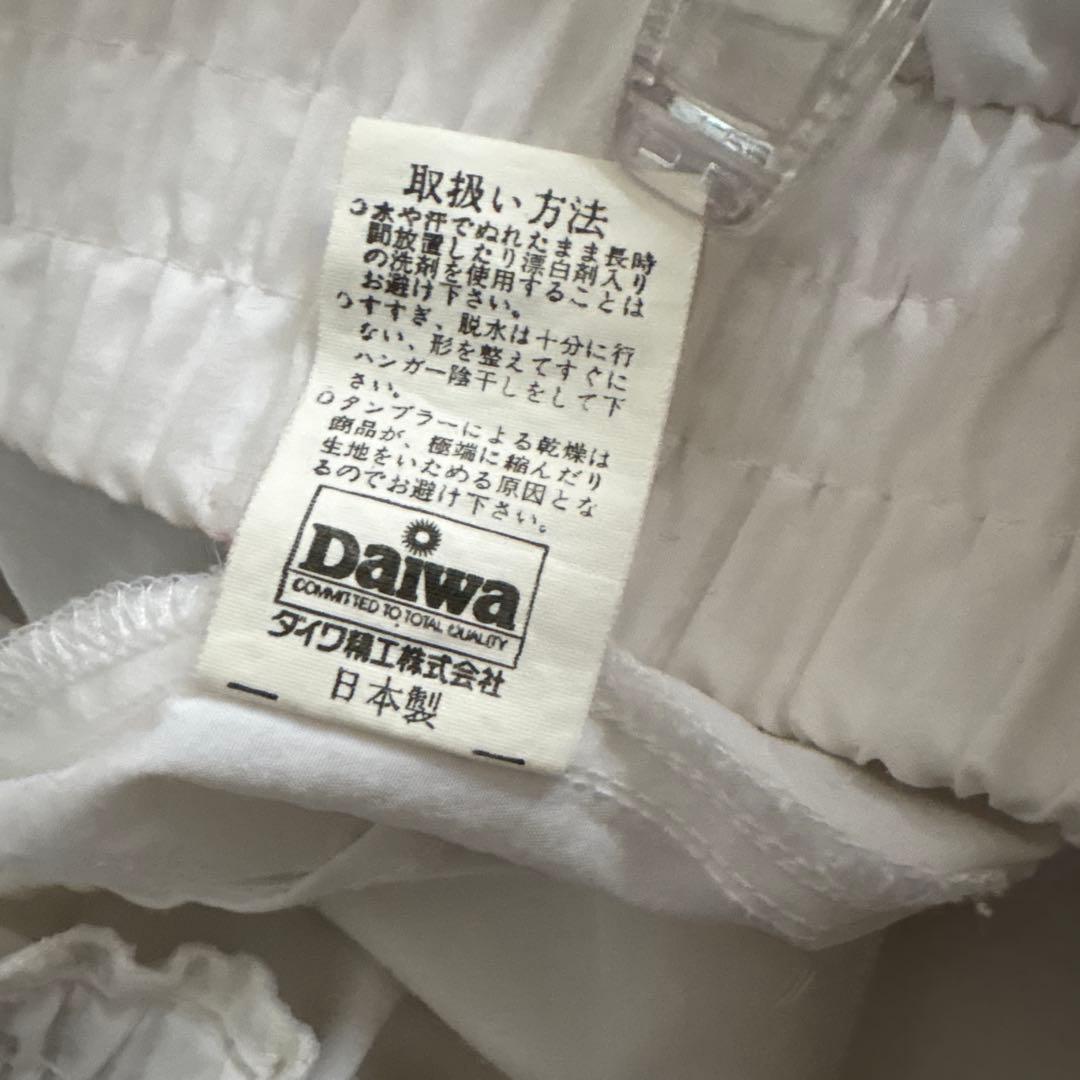 取扱い方法
水や汗でぬれたまま長時
間放置したり漂白剤入り
の洗剤を使用することは
お避け下さい。
すすぎ、脱水は十分に行
ない、形を整えてすぐに
ハンガー陰干しをして下
さい。
タンブラーによる乾燥は
商品が、極端に縮んだり
生地をいためる原因とな
るのでお避け下さい。
Daiwa
COMMITTED TO TOTAL QUALITY
ダイワ精工株式会社
日本製